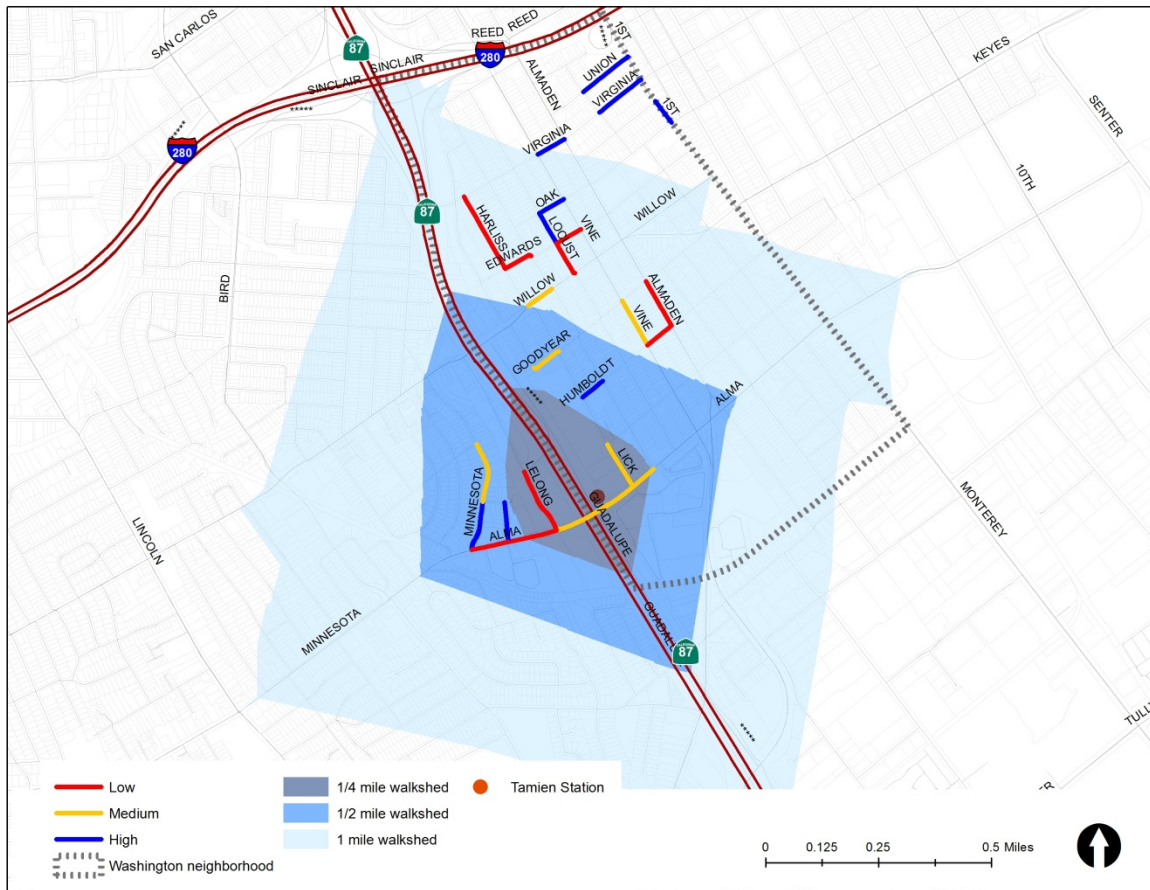 SAN CARLOS
87
SINCLAIR
SINCLAIR
280
REED
REED
1ST
*****
ALMADEN
UNION
VIRGINIA
1ST
KEYES
SENTER
*****
*****
280
VIRGINIA
10TH
87
HARLISS
OAK
LOCUST
VINE
WILLOW
EDWARDS
BIRD
WILLOW
ALMADEN
VINE
GOODYEAR
HUMBOLDT
*****
ALMA
MINNESOTA
LELONG
LICK
ALMA
GUADALUPE
LINCOLN
MONTEREY
MINNESOTA
87
*****
Low
Medium
High
Washington neighborhood
1/4 mile walkshed
1/2 mile walkshed
1 mile walkshed
Tamien Station
0 0.125 0.25 0.5 Miles